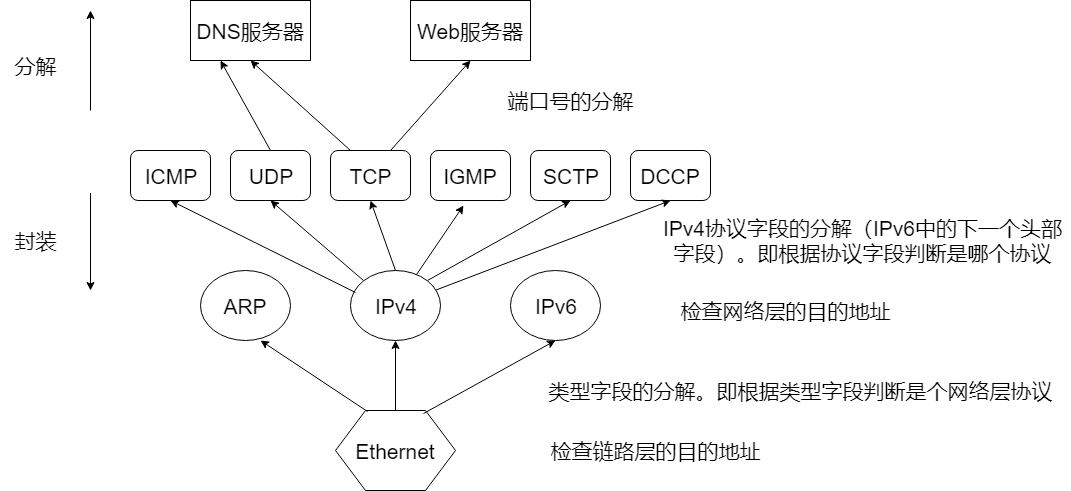 DNS服务器
Web服务器
分解
端口号的分解
ICMP
UDP
TCP
IGMP
SCTP
DCCP
封装
IPv4协议字段的分解（IPv6中的下一个头部
字段）。即根据协议字段判断是哪个协议
ARP
IPv4
IPv6
检查网络层的目的地址
类型字段的分解。即根据类型字段判断是个网络层协议
Ethernet
检查链路层的目的地址